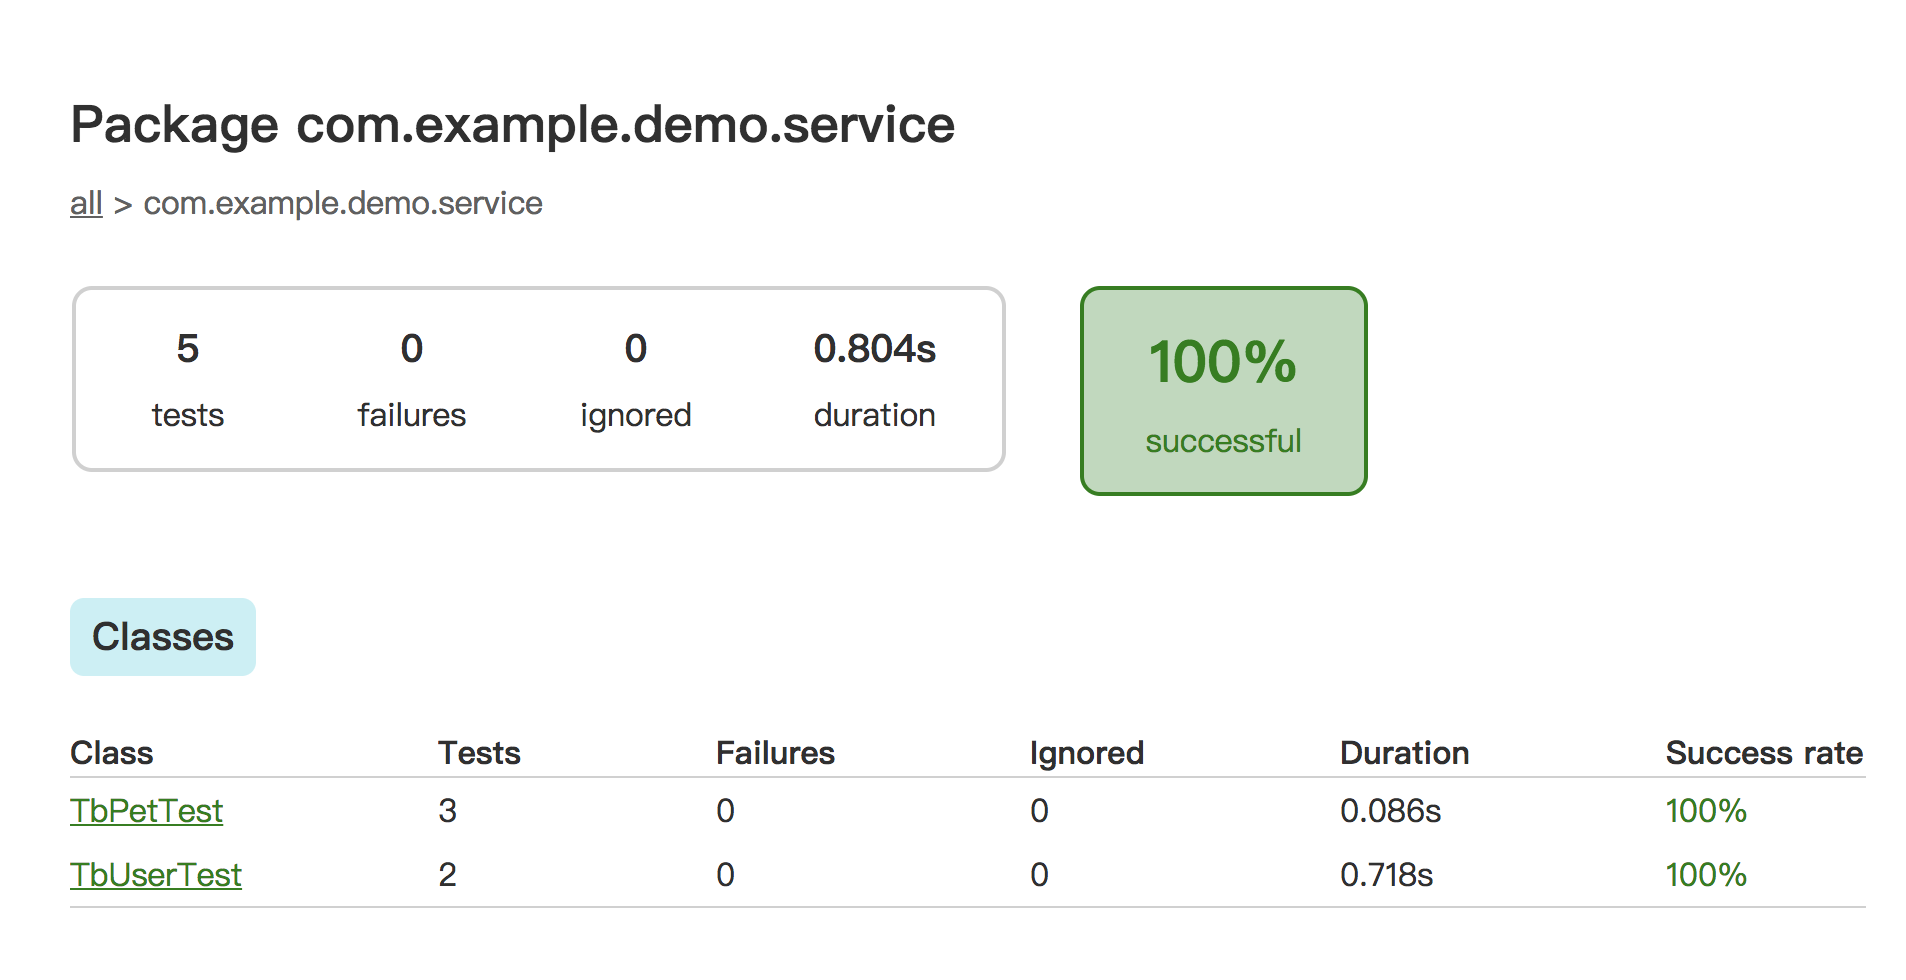 Package com.example.demo.service
all > com.example.demo.service
5 0 0 0.804s
tests failures ignored duration
100%
successful
Classes
Class Tests Failures Ignored Duration Success rate
TbPetTest 3 0 0 0.086s 100%
TbUserTest 2 0 0 0.718s 100%